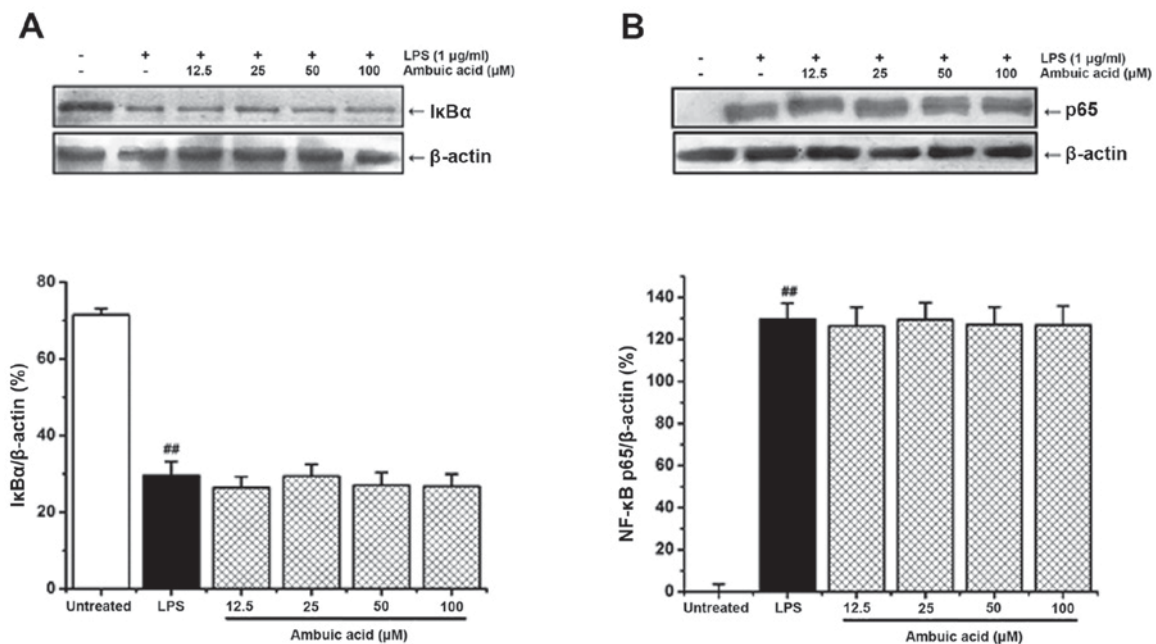 A
- + + + + + LPS (1 µg/ml)
- - 12.5 25 50 100 Ambuic acid (µM)
← IκBα
← β-actin
IκBα/β-actin (%)
80
60
40
20
0
##
Untreated LPS 12.5 25 50 100
Ambuic acid (µM)
B
- + + + + + LPS (1 µg/ml)
- - 12.5 25 50 100 Ambuic acid (µM)
← p65
← β-actin
NF-κB p65/β-actin (%)
140
120
100
80
60
40
20
0
##
Untreated LPS 12.5 25 50 100
Ambuic acid (µM)